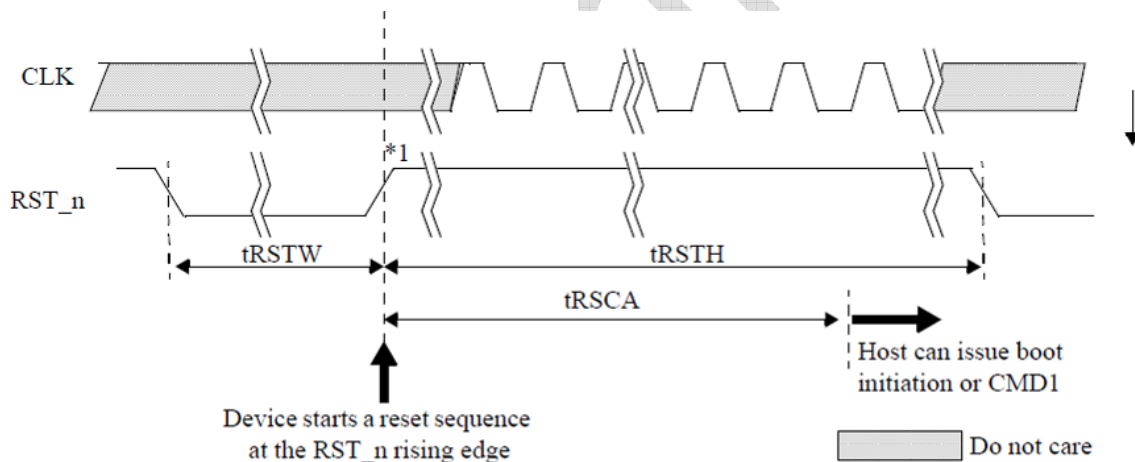 CLK
*1
RST_n
tRSTW
tRSTH
tRSCA
Host can issue boot
initiation or CMD1
Device starts a reset sequence
at the RST_n rising edge
Do not care